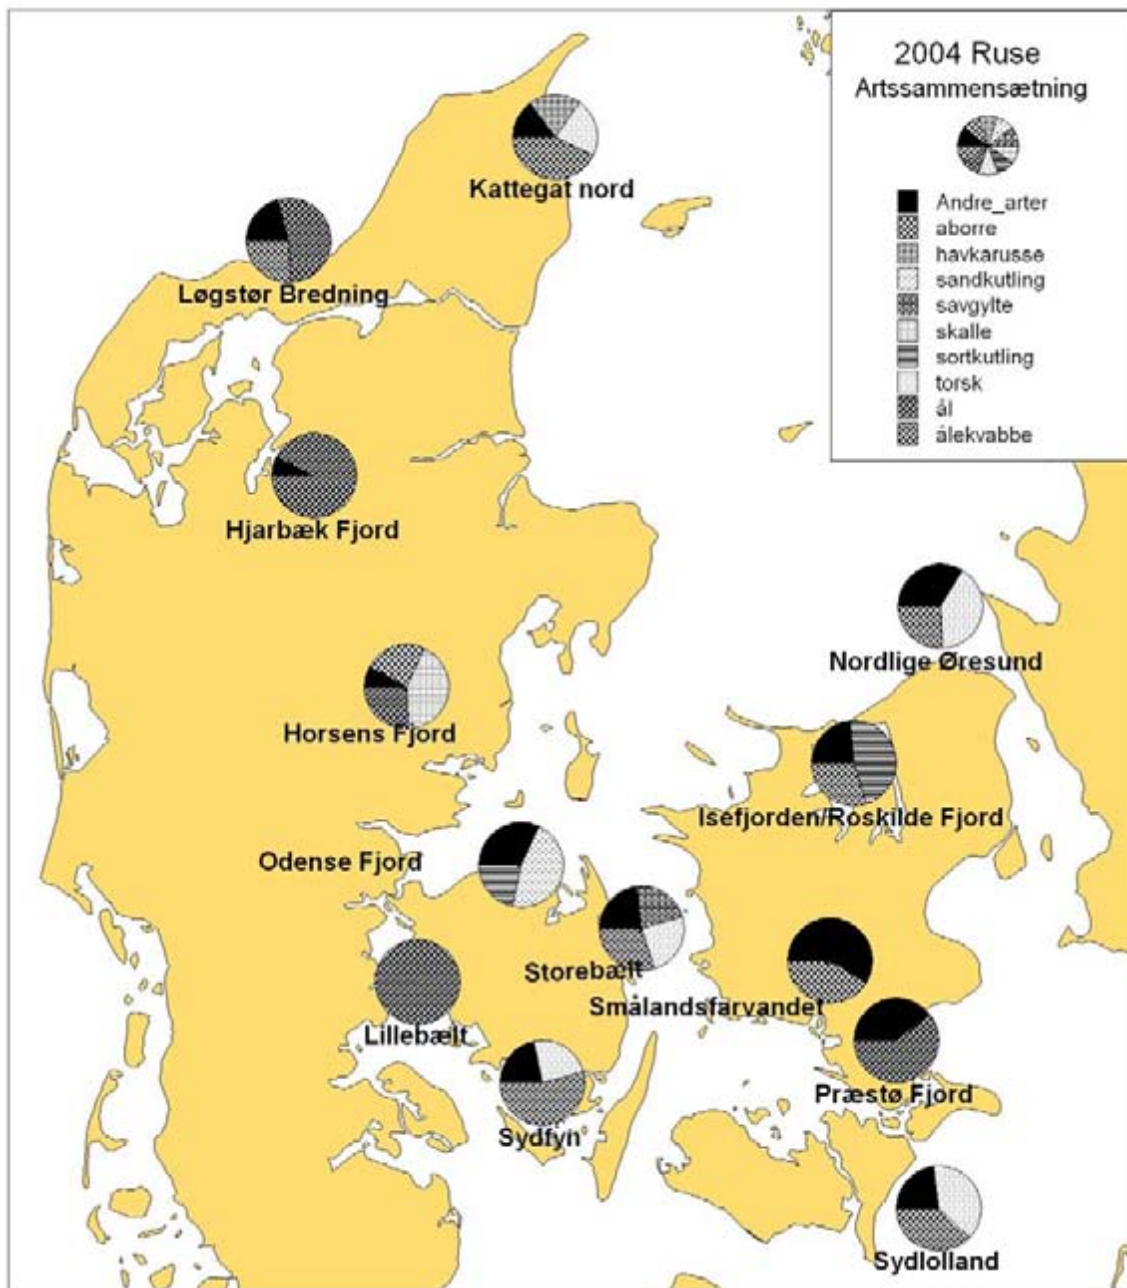 2004 Ruse
Artssammensætning
Andre_arter
aborre
havkarusse
sandkutling
savgylte
skalle
sortkutling
torsk
ål
ålekvabbe
Kattegat nord
Løgstør Bredning
Hjarbæk Fjord
Nordlige Øresund
Horsens Fjord
Isefjorden/Roskilde Fjord
Odense Fjord
Storebælt
Smålandsfarvandet
Lillebælt
Præstø Fjord
Sydfyn
Sydlolland